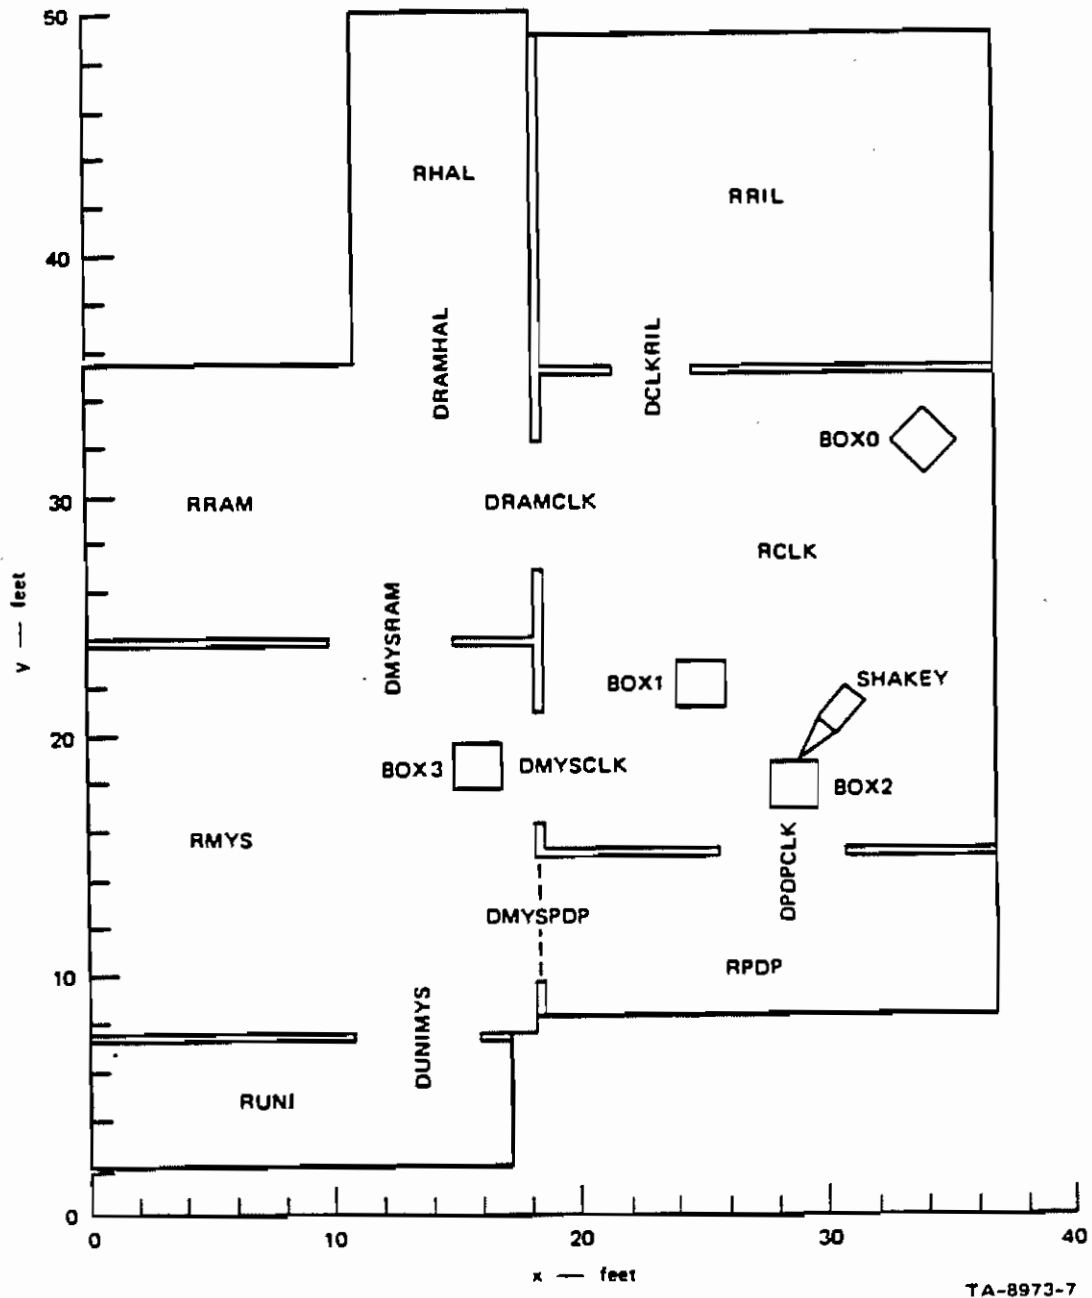 50
RHAL
RRIL
40
DRAMHAL
DCLKRIL
BOX0
30
RRAM
DRAMCLK
RCLK
y — feet
DMYSRAM
BOX1
SHAKEY
20
BOX3
DMYSCLK
BOX2
RMYS
DPDPCLK
DMYSPDP
RPDP
10
DUNIMYS
RUNI
0
0
10
20
30
40
x — feet
TA-8973-7